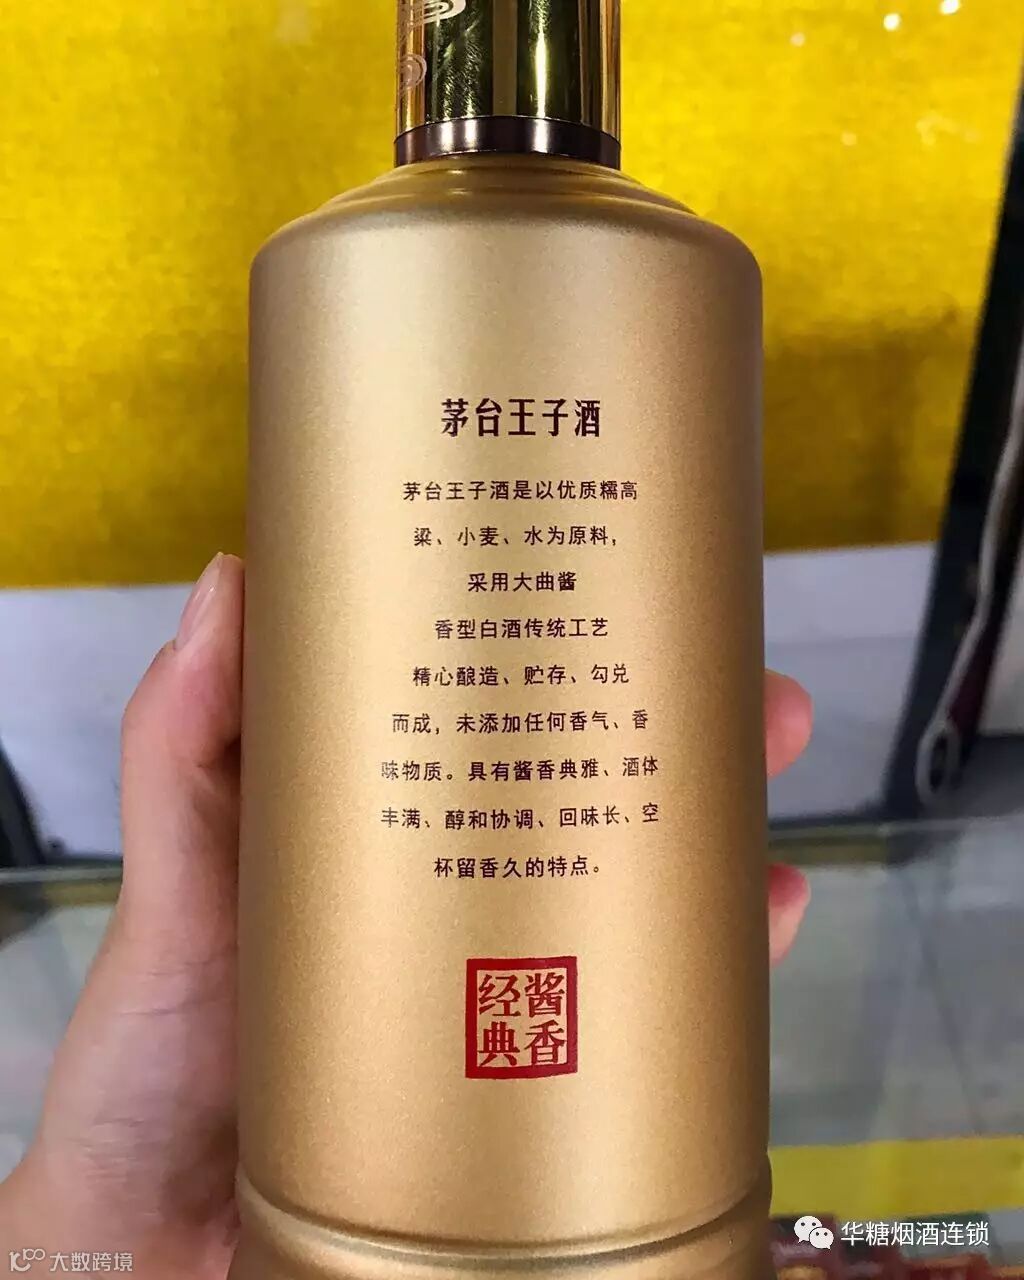 茅台王子酒
茅台王子酒是以优质糯高
粱、小麦、水为原料,
采用大曲酱
香型白酒传统工艺
精心酿造、贮存、勾兑
而成，未添加任何香气、香
味物质。具有酱香典雅、酒体
丰满、醇和协调、回味长、空
杯留香久的特点。
酱香
经典
华糖烟酒连锁
大数跨境